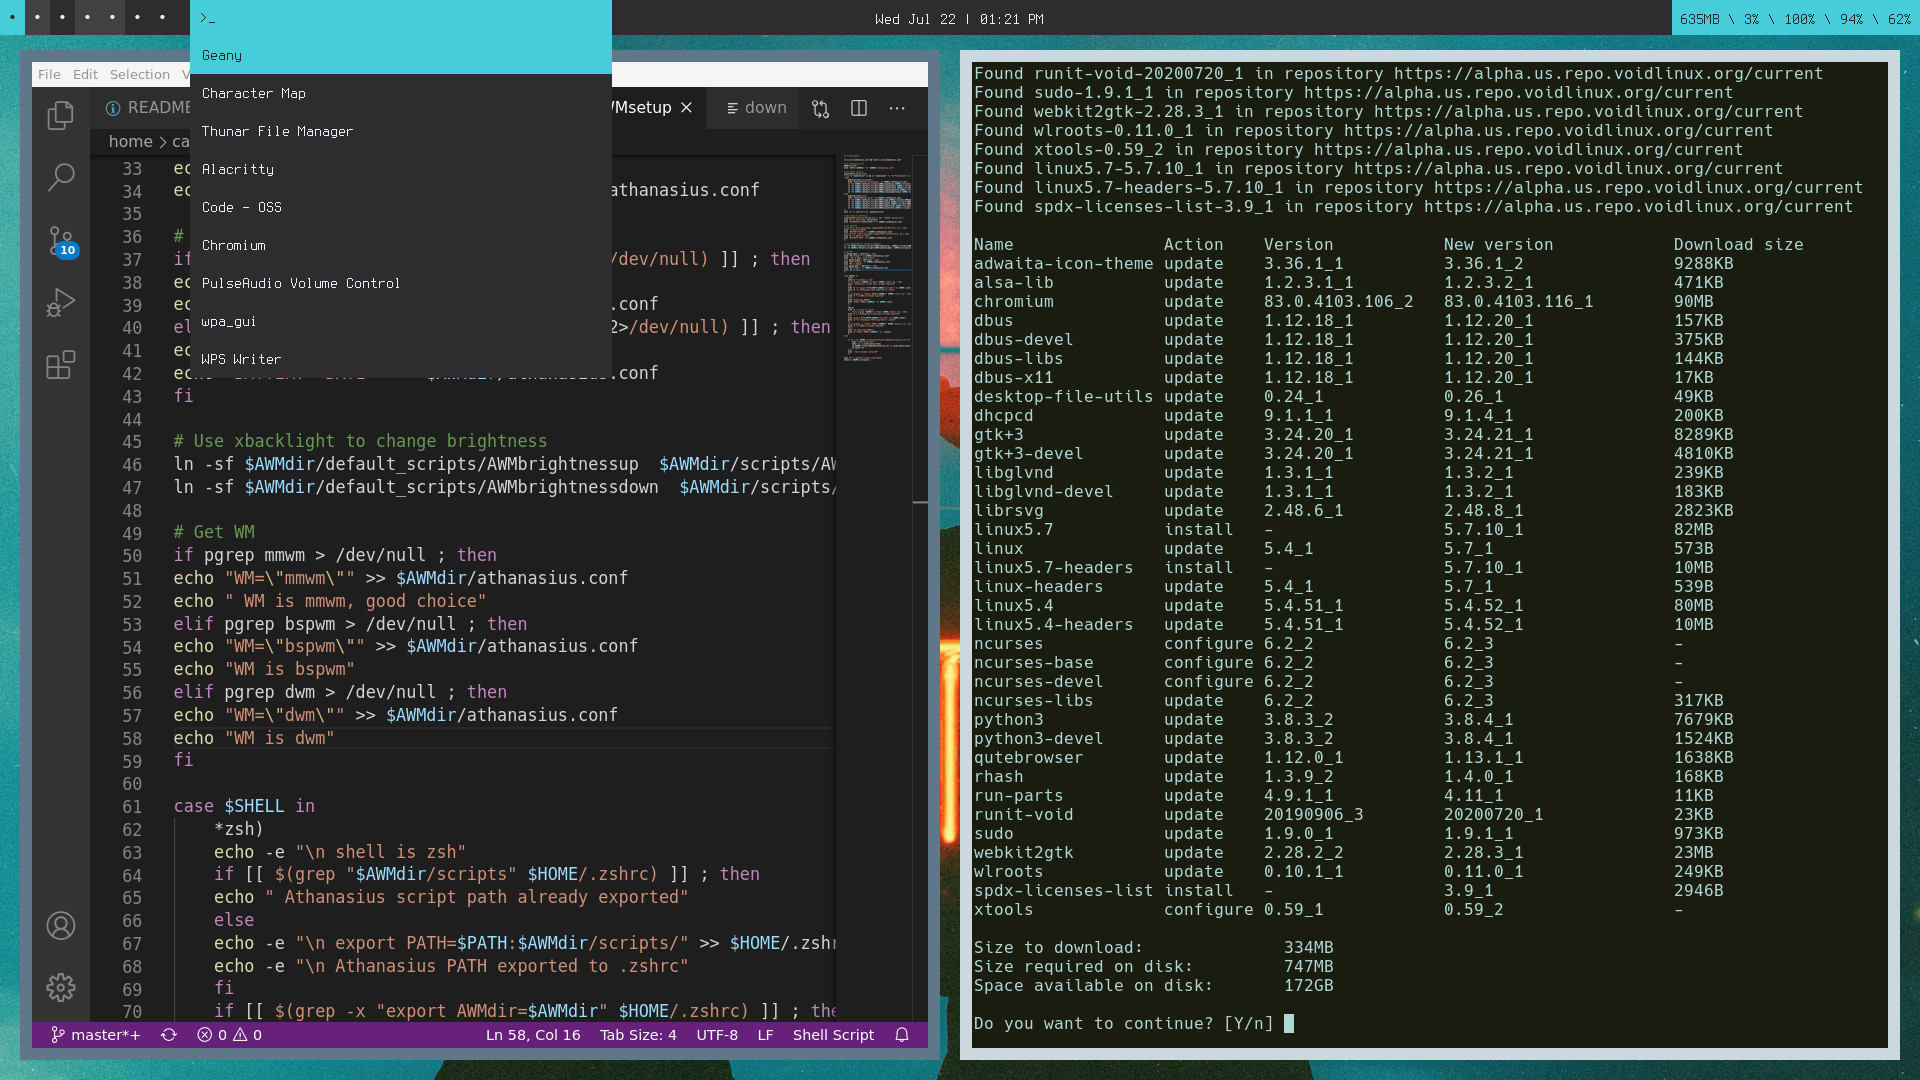 >_
Wed Jul 22 | 01:21 PM
635MB \ 3% \ 100% \ 94% \ 62%
Geany
Character Map
Thunar File Manager
Alacritty
Code - OSS
Chromium
PulseAudio Volume Control
wpa_gui
WPS Writer
File Edit Selection V
README
Msetup
down
home > ca
33 ec
34 ec athanasius.conf
35
36 #
37 if /dev/null) ]] ; then
38 ec
39 ec .conf
40 el 2>/dev/null) ]] ; then
41 ec
42 ec .conf
43 fi
44
45 # Use xbacklight to change brightness
46 ln -sf $AWMdir/default_scripts/AWMbrightnessup $AWMdir/scripts/AW
47 ln -sf $AWMdir/default_scripts/AWMbrightnessdown $AWMdir/scripts/
48
49 # Get WM
50 if pgrep mmwm > /dev/null ; then
51 echo "WM=\"mmwm\"" >> $AWMdir/athanasius.conf
52 echo " WM is mmwm, good choice"
53 elif pgrep bspwm > /dev/null ; then
54 echo "WM=\"bspwm\"" >> $AWMdir/athanasius.conf
55 echo "WM is bspwm"
56 elif pgrep dwm > /dev/null ; then
57 echo "WM=\"dwm\"" >> $AWMdir/athanasius.conf
58 echo "WM is dwm"
59 fi
60
61 case $SHELL in
62 *zsh)
63 echo -e "\n shell is zsh"
64 if [[ $(grep "$AWMdir/scripts" $HOME/.zshrc) ]] ; then
65 echo " Athanasius script path already exported"
66 else
67 echo -e "\n export PATH=$PATH:$AWMdir/scripts/" >> $HOME/.zshr
68 echo -e "\n Athanasius PATH exported to .zshrc"
69 fi
70 if [[ $(grep -x "export AWMdir=$AWMdir" $HOME/.zshrc) ]] ; the
10
master*+ 0 0 Ln 58, Col 16 Tab Size: 4 UTF-8 LF Shell Script
Found runit-void-20200720_1 in repository https://alpha.us.repo.voidlinux.org/current
Found sudo-1.9.1_1 in repository https://alpha.us.repo.voidlinux.org/current
Found webkit2gtk-2.28.3_1 in repository https://alpha.us.repo.voidlinux.org/current
Found wlroots-0.11.0_1 in repository https://alpha.us.repo.voidlinux.org/current
Found xtools-0.59_2 in repository https://alpha.us.repo.voidlinux.org/current
Found linux5.7-5.7.10_1 in repository https://alpha.us.repo.voidlinux.org/current
Found linux5.7-headers-5.7.10_1 in repository https://alpha.us.repo.voidlinux.org/current
Found spdx-licenses-list-3.9_1 in repository https://alpha.us.repo.voidlinux.org/current
Name Action Version New version Download size
adwaita-icon-theme update 3.36.1_1 3.36.1_2 9288KB
alsa-lib update 1.2.3.1_1 1.2.3.2_1 471KB
chromium update 83.0.4103.106_2 83.0.4103.116_1 90MB
dbus update 1.12.18_1 1.12.20_1 157KB
dbus-devel update 1.12.18_1 1.12.20_1 375KB
dbus-libs update 1.12.18_1 1.12.20_1 144KB
dbus-x11 update 1.12.18_1 1.12.20_1 17KB
desktop-file-utils update 0.24_1 0.26_1 49KB
dhcpcd update 9.1.1_1 9.1.4_1 200KB
gtk+3 update 3.24.20_1 3.24.21_1 8289KB
gtk+3-devel update 3.24.20_1 3.24.21_1 4810KB
libglvnd update 1.3.1_1 1.3.2_1 239KB
libglvnd-devel update 1.3.1_1 1.3.2_1 183KB
librsvg update 2.48.6_1 2.48.8_1 2823KB
linux5.7 install - 5.7.10_1 82MB
linux update 5.4_1 5.7_1 573B
linux5.7-headers install - 5.7.10_1 10MB
linux-headers update 5.4_1 5.7_1 539B
linux5.4 update 5.4.51_1 5.4.52_1 80MB
linux5.4-headers update 5.4.51_1 5.4.52_1 10MB
ncurses configure 6.2_2 6.2_3 -
ncurses-base configure 6.2_2 6.2_3 -
ncurses-devel configure 6.2_2 6.2_3 -
ncurses-libs update 6.2_2 6.2_3 317KB
python3 update 3.8.3_2 3.8.4_1 7679KB
python3-devel update 3.8.3_2 3.8.4_1 1524KB
qutebrowser update 1.12.0_1 1.13.1_1 1638KB
rhash update 1.3.9_2 1.4.0_1 168KB
run-parts update 4.9.1_1 4.11_1 11KB
runit-void update 20190906_3 20200720_1 23KB
sudo update 1.9.0_1 1.9.1_1 973KB
webkit2gtk update 2.28.2_2 2.28.3_1 23MB
wlroots update 0.10.1_1 0.11.0_1 249KB
spdx-licenses-list install - 3.9_1 2946B
xtools configure 0.59_1 0.59_2 -
Size to download: 334MB
Size required on disk: 747MB
Space available on disk: 172GB
Do you want to continue? [Y/n]